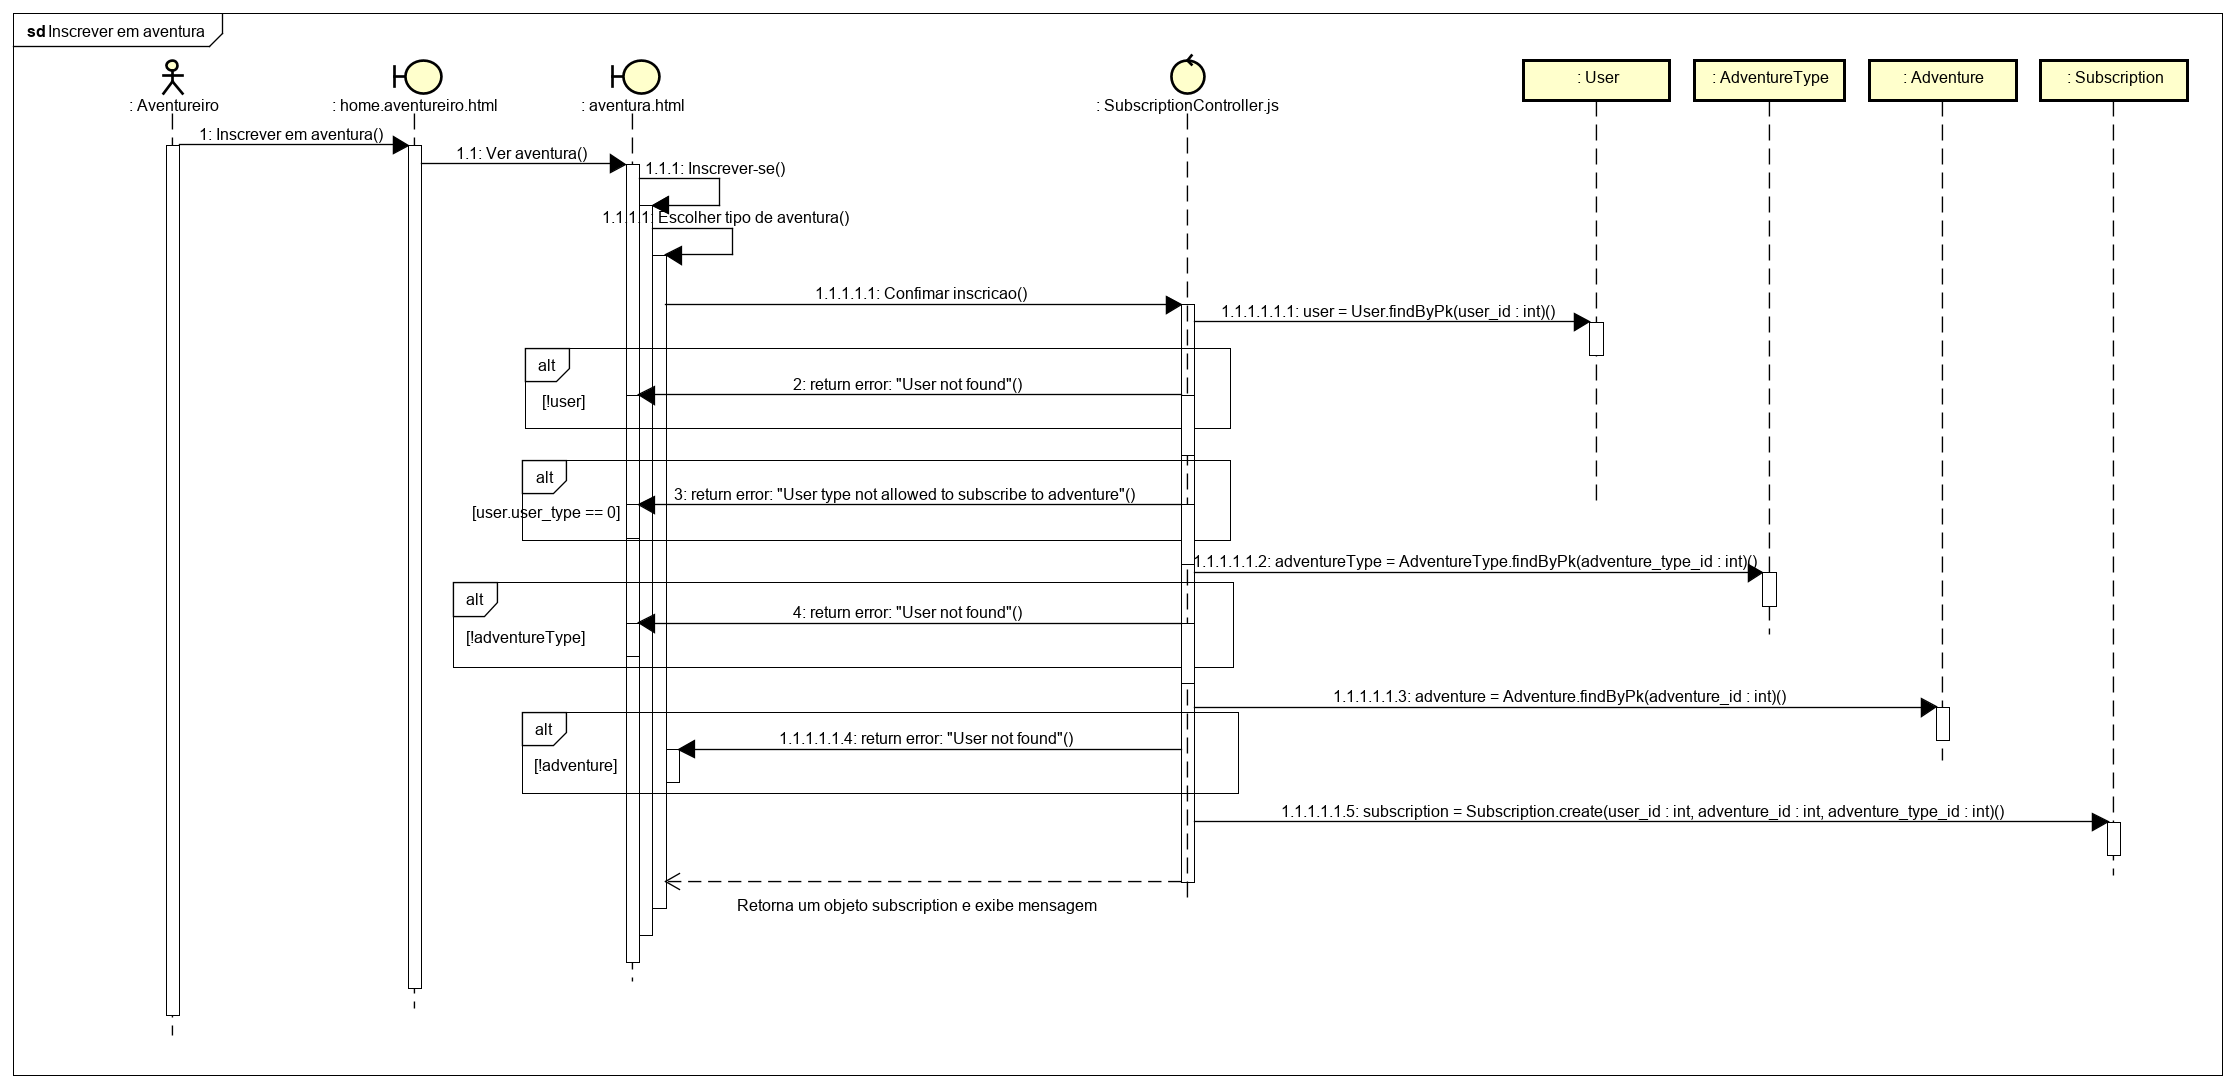 sd Inscrever em aventura
: Aventureiro
: home.aventureiro.html
: aventura.html
: SubscriptionController.js
: User
: AdventureType
: Adventure
: Subscription
1: Inscrever em aventura()
1.1: Ver aventura()
1.1.1: Inscrever-se()
1.1.1.1: Escolher tipo de aventura()
1.1.1.1.1: Confimar inscricao()
1.1.1.1.1.1: user = User.findByPk(user_id : int)()
alt
2: return error: "User not found"()
[!user]
alt
3: return error: "User type not allowed to subscribe to adventure"()
[user.user_type == 0]
1.1.1.1.1.2: adventureType = AdventureType.findByPk(adventure_type_id : int)()
alt
4: return error: "User not found"()
[!adventureType]
1.1.1.1.1.3: adventure = Adventure.findByPk(adventure_id : int)()
alt
1.1.1.1.1.4: return error: "User not found"()
[!adventure]
1.1.1.1.1.5: subscription = Subscription.create(user_id : int, adventure_id : int, adventure_type_id : int)()
Retorna um objeto subscription e exibe mensagem